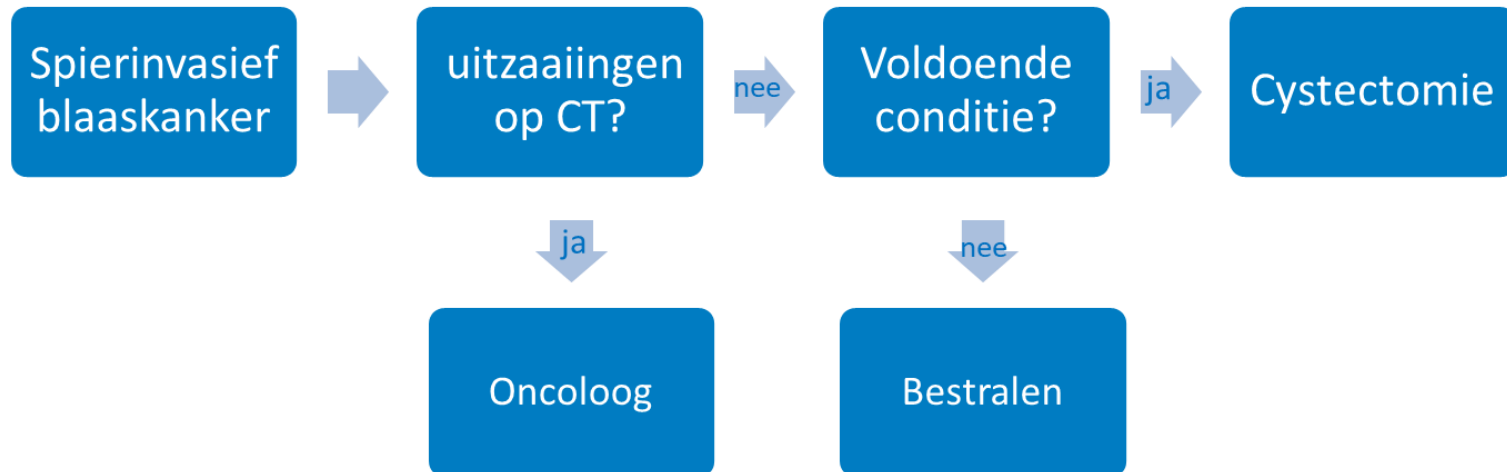 Spierinvasief
blaaskanker
uitzaaiingen
op CT?
nee
Voldoende
conditie?
ja
Cystectomie
ja
nee
Oncoloog
Bestralen